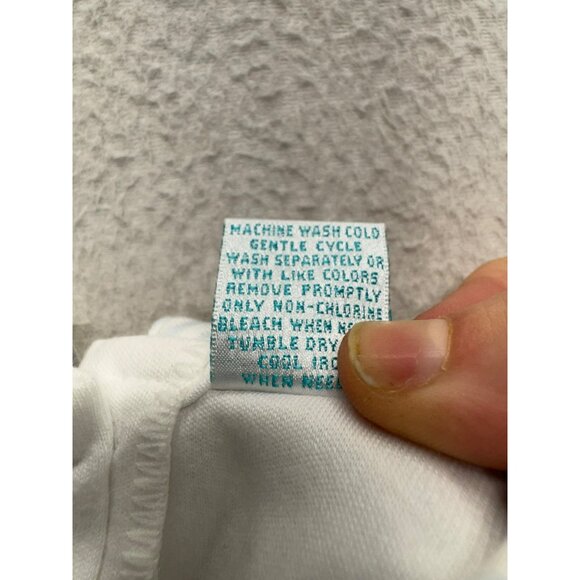 MACHINE WASH COLD
GENTLE CYCLE
WASH SEPARATELY OR
WITH LIKE COLORS
REMOVE PROMPTLY
ONLY NON-CHLORINE
BLEACH WHEN
TUMBLE DRY
COOL
WHEN